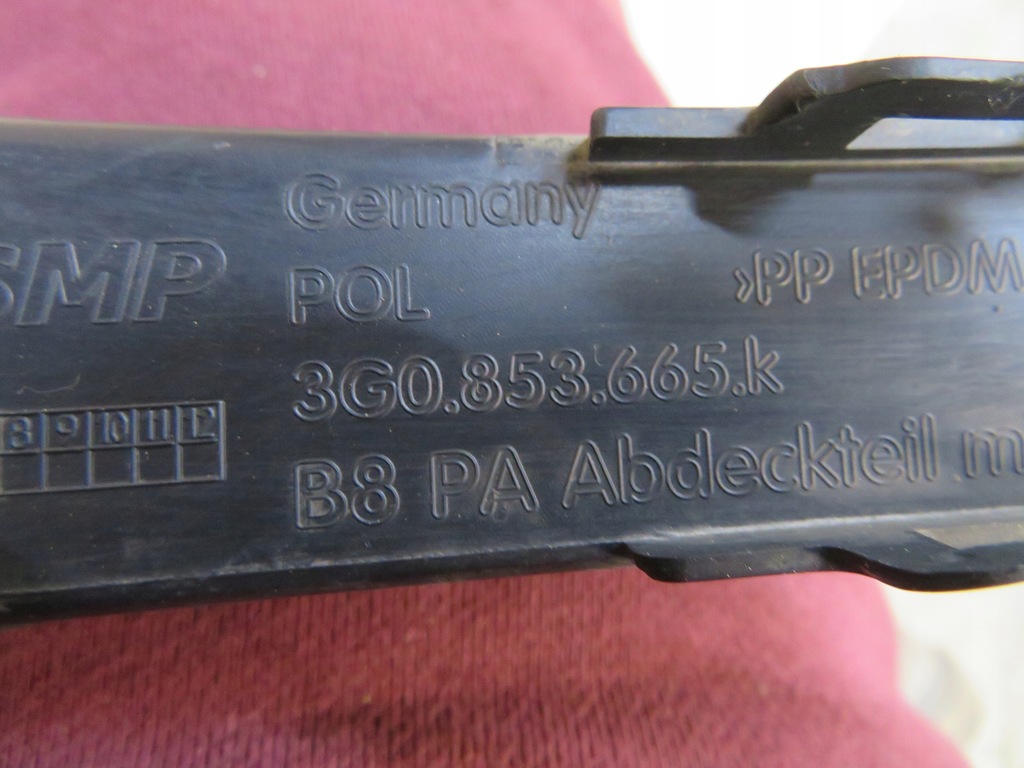 Germany
SMP
POL
›PP EPDM
3G0.853.665.k
8 9 10 11 12
B8 PA Abdeckteil m